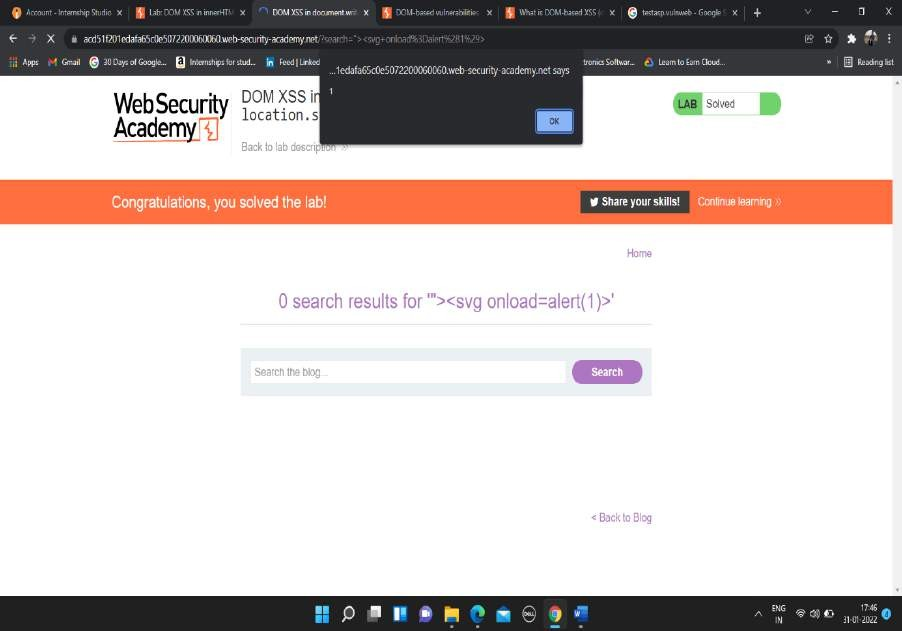 Account - Internship Studio
Lab: DOM XSS in innerHTM
DOM XSS in document.writ
DOM-based vulnerabilities
What is DOM-based XSS (
testasp.vulnweb - Google S
acd51f201edafa65c0e5072200060060.web-security-academy.net/?search="><svg+onload%3Dalert%281%29>
Apps
Gmail
30 Days of Google...
Internships for stud...
Feed | Linked
tronics Softwar...
Learn to Earn Cloud...
»
Reading list
...1edafa65c0e5072200060060.web-security-academy.net says
1
OK
WebSecurity
Academy
DOM XSS in
location.s
Back to lab description »
LAB Solved
Congratulations, you solved the lab!
Share your skills!
Continue learning »
Home
0 search results for '"><svg onload=alert(1)>'
Search the blog...
Search
< Back to Blog
DELL
W
ENG
IN
17:46
31-01-2022